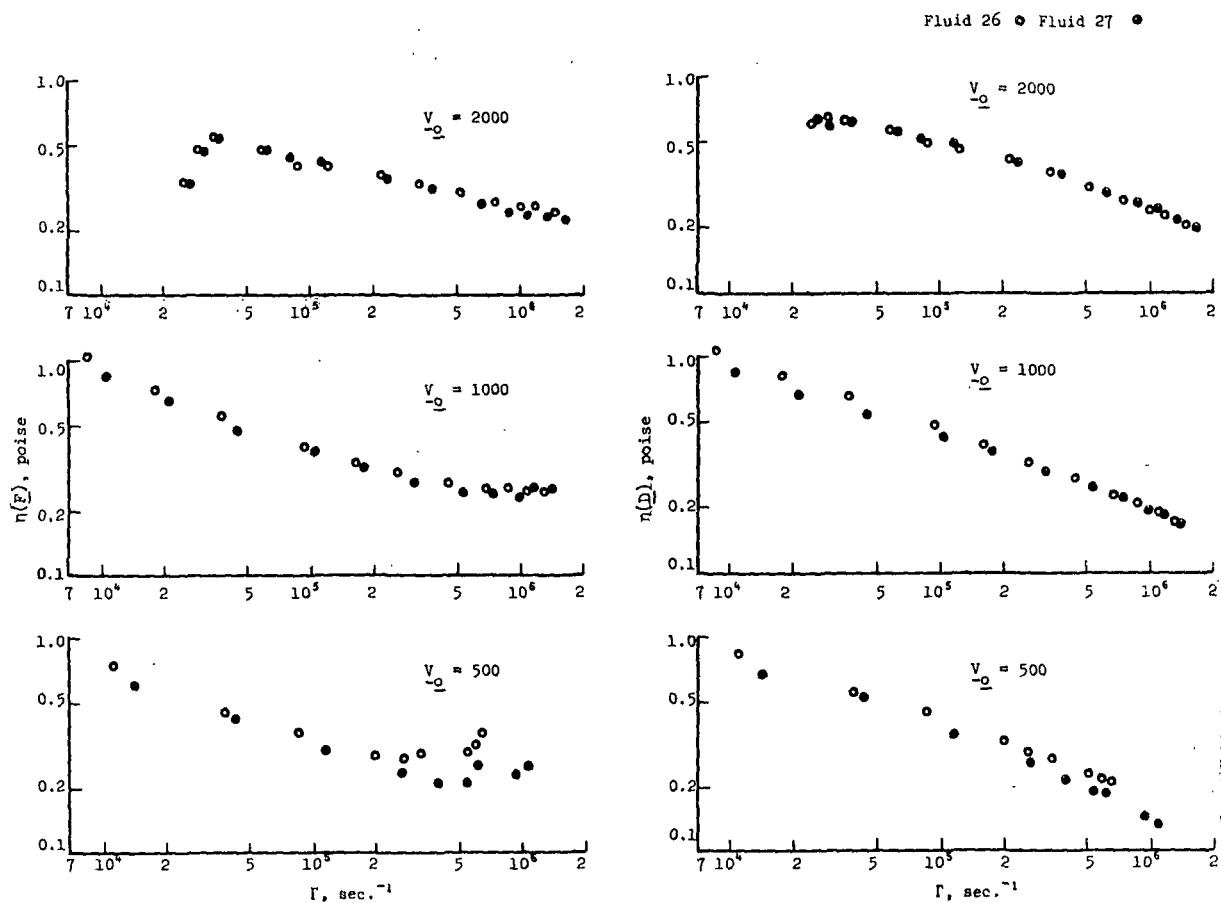 Fluid 26 Fluid 27
1.0
0.5
0.2
0.1
V-o = 2000
7 10⁴ 2 5 10⁵ 2 5 10⁶ 2
1.0
0.5
0.2
0.1
V-o = 2000
7 10⁴ 2 5 10⁵ 2 5 10⁶ 2
η(F), poise
1.0
0.5
0.2
0.1
V-o = 1000
7 10⁴ 2 5 10⁵ 2 5 10⁶ 2
η(D), poise
1.0
0.5
0.2
0.1
V-o = 1000
7 10⁴ 2 5 10⁵ 2 5 10⁶ 2
1.0
0.5
0.2
0.1
V-o = 500
7 10⁴ 2 5 10⁵ 2 5 10⁶ 2
Γ, sec.⁻¹
1.0
0.5
0.2
0.1
V-o = 500
7 10⁴ 2 5 10⁵ 2 5 10⁶ 2
Γ, sec.⁻¹